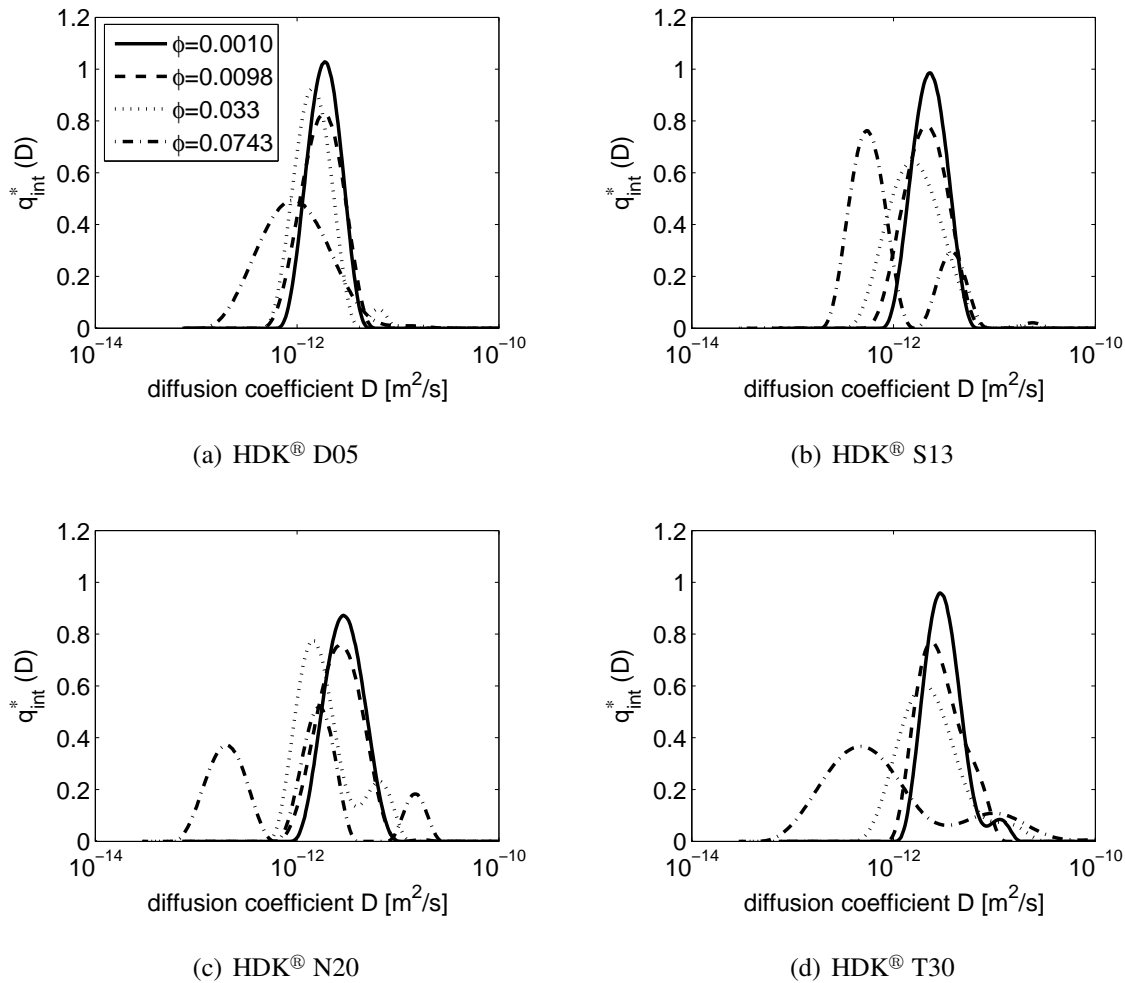 1.2
1
0.8
0.6
0.4
0.2
0
q*int (D)
ϕ=0.0010
ϕ=0.0098
ϕ=0.033
ϕ=0.0743
10−14
10−12
10−10
diffusion coefficient D [m2/s]
(a) HDK® D05
1.2
1
0.8
0.6
0.4
0.2
0
q*int (D)
10−14
10−12
10−10
diffusion coefficient D [m2/s]
(b) HDK® S13
1.2
1
0.8
0.6
0.4
0.2
0
q*int (D)
10−14
10−12
10−10
diffusion coefficient D [m2/s]
(c) HDK® N20
1.2
1
0.8
0.6
0.4
0.2
0
q*int (D)
10−14
10−12
10−10
diffusion coefficient D [m2/s]
(d) HDK® T30